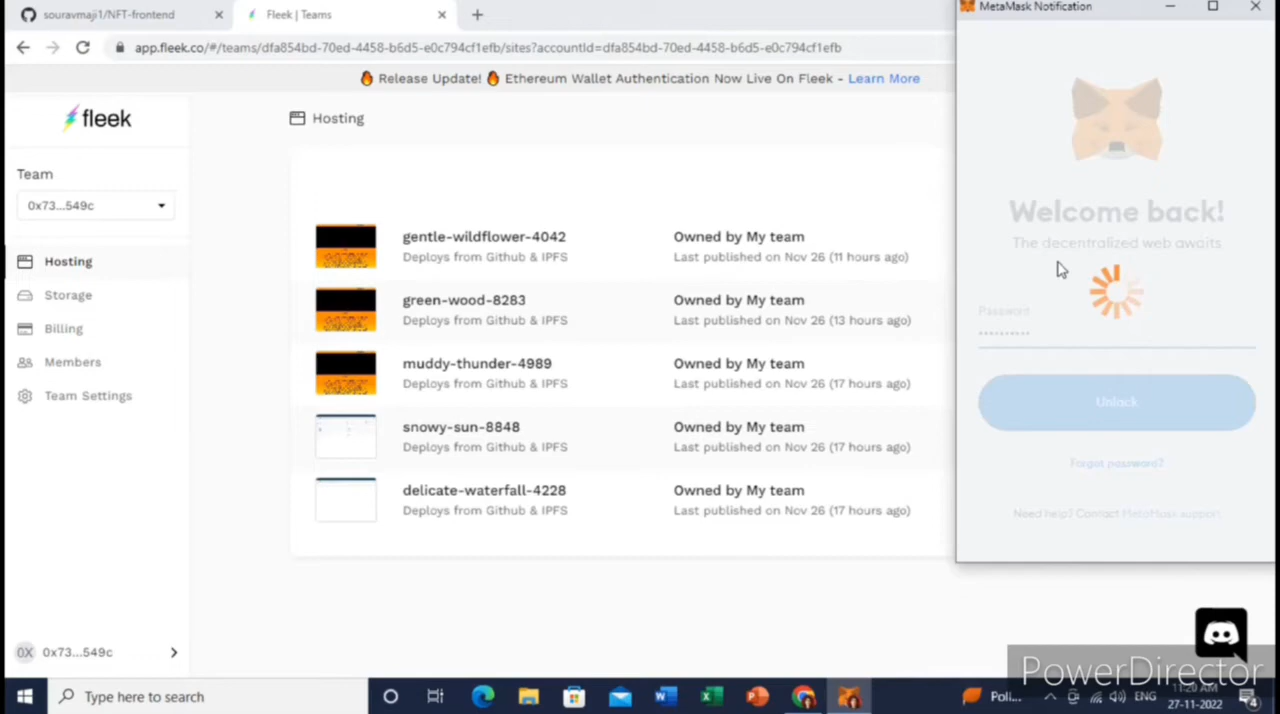 souravmaji1/NFT-frontend
Fleek | Teams
MetaMask Notification
app.fleek.co/#/teams/dfa854bd-70ed-4458-b6d5-e0c794cf1efb/sites?accountId=dfa854bd-70ed-4458-b6d5-e0c794cf1efb
Release Update! Ethereum Wallet Authentication Now Live On Fleek - Learn More
fleek
Team
0x73...549c
Hosting
Storage
Billing
Members
Team Settings
0X 0x73...549c
Hosting
gentle-wildflower-4042 Owned by My team
Deploys from Github & IPFS Last published on Nov 26 (11 hours ago)
green-wood-8283 Owned by My team
Deploys from Github & IPFS Last published on Nov 26 (13 hours ago)
muddy-thunder-4989 Owned by My team
Deploys from Github & IPFS Last published on Nov 26 (17 hours ago)
snowy-sun-8848 Owned by My team
Deploys from Github & IPFS Last published on Nov 26 (17 hours ago)
delicate-waterfall-4228 Owned by My team
Deploys from Github & IPFS Last published on Nov 26 (17 hours ago)
Welcome back!
The decentralized web awaits
Password
Unlock
Forgot password?
Need help? Contact MetaMask support
PowerDirector
Type here to search
Poll...
ENG
11:20 AM
27-11-2022
4